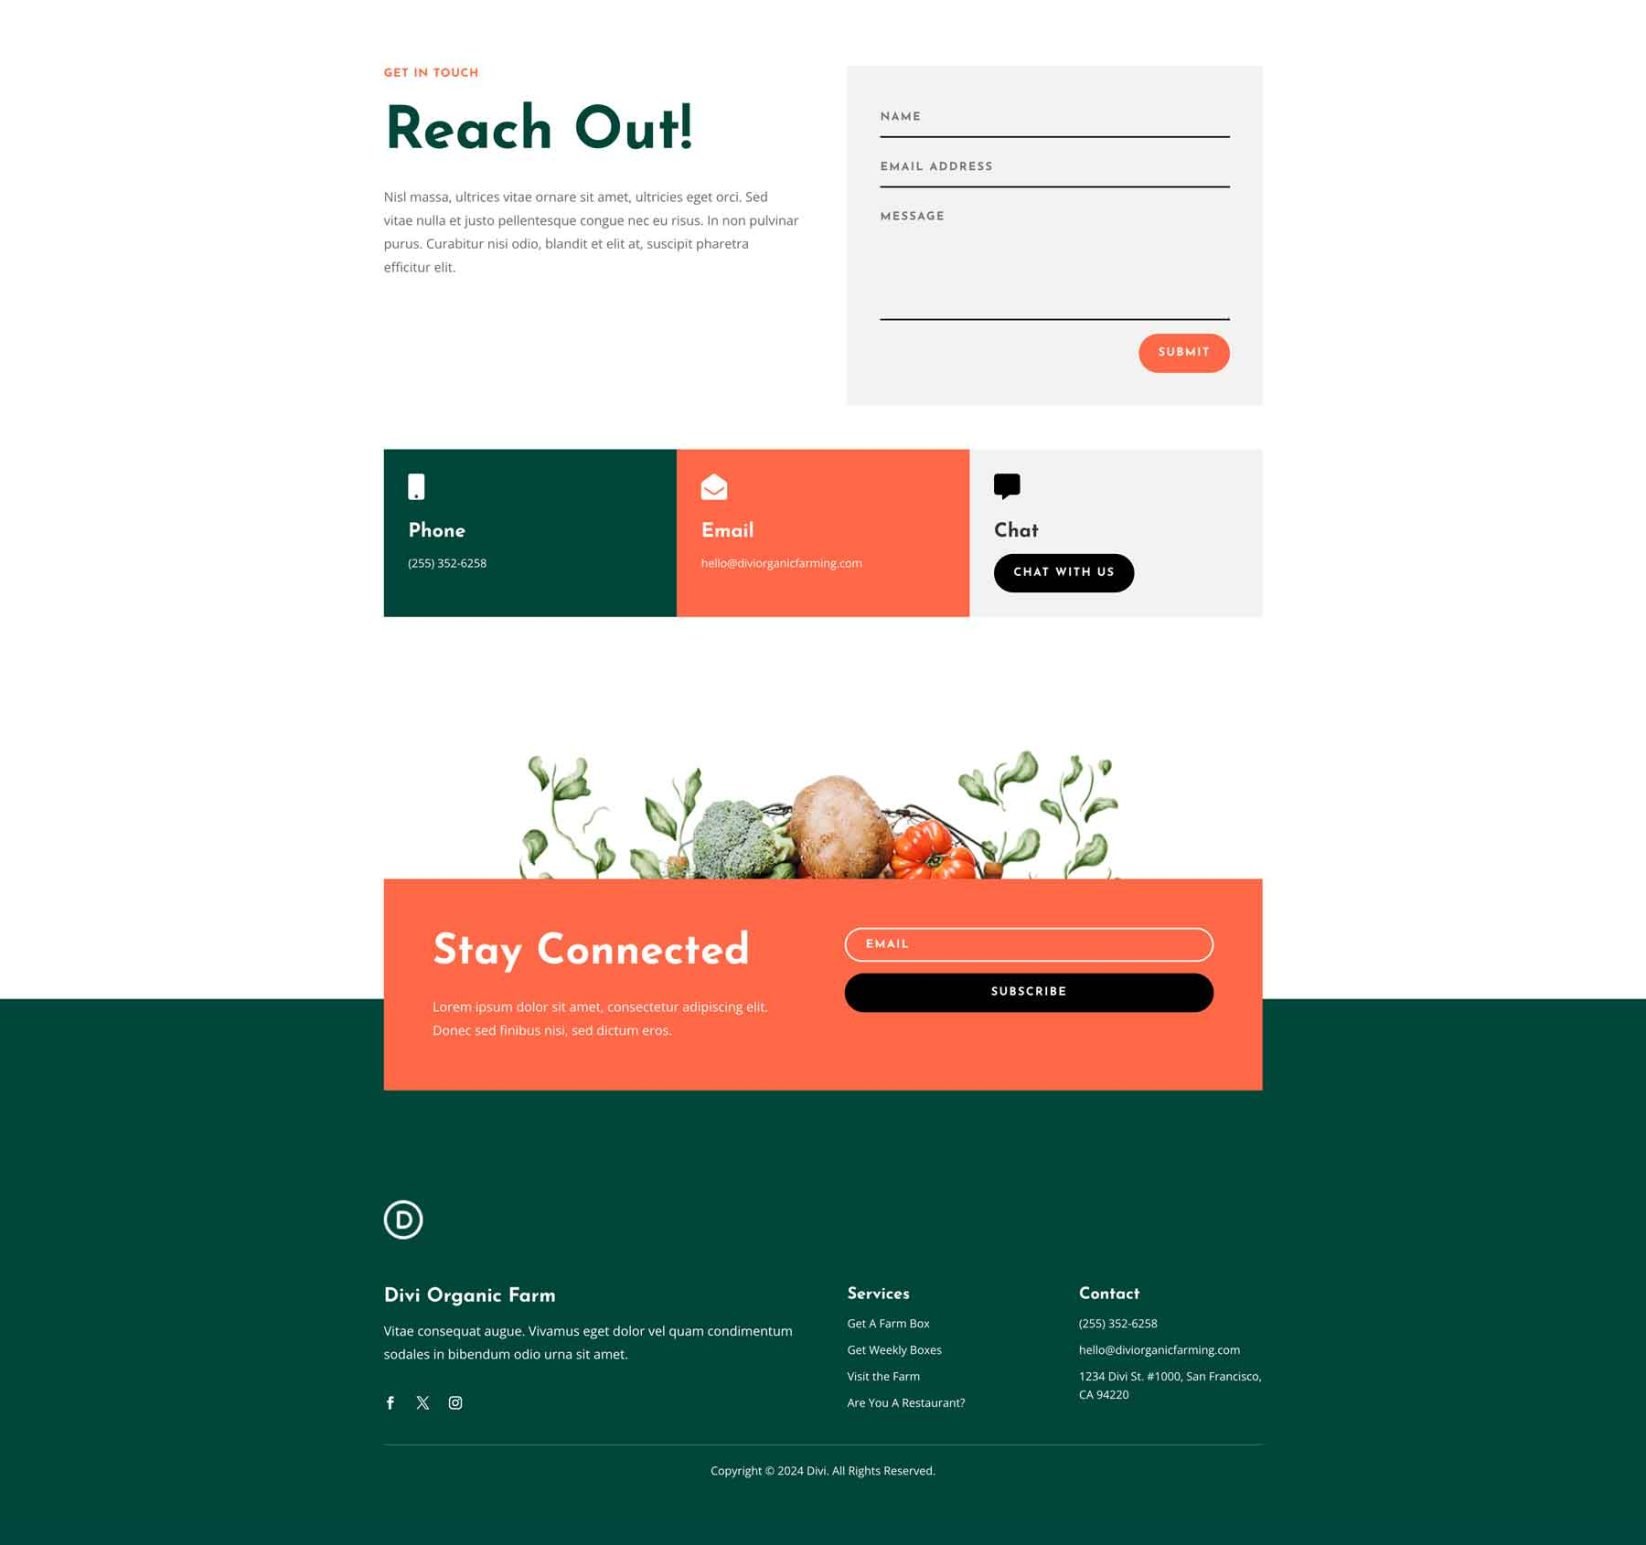 GET IN TOUCH
Reach Out!
Nisl massa, ultrices vitae ornare sit amet, ultricies eget orci. Sed
vitae nulla et justo pellentesque congue nec eu risus. In non pulvinar
purus. Curabitur nisi odio, blandit et elit at, suscipit pharetra
efficitur elit.
NAME
EMAIL ADDRESS
MESSAGE
SUBMIT
Phone
(255) 352-6258
Email
hello@diviorganicfarming.com
Chat
CHAT WITH US
Stay Connected
Lorem ipsum dolor sit amet, consectetur adipiscing elit.
Donec sed finibus nisi, sed dictum eros.
EMAIL
SUBSCRIBE
D
Divi Organic Farm
Vitae consequat augue. Vivamus eget dolor vel quam condimentum
sodales in bibendum odio urna sit amet.
Services
Get A Farm Box
Get Weekly Boxes
Visit the Farm
Are You A Restaurant?
Contact
(255) 352-6258
hello@diviorganicfarming.com
1234 Divi St. #1000, San Francisco,
CA 94220
Copyright © 2024 Divi. All Rights Reserved.